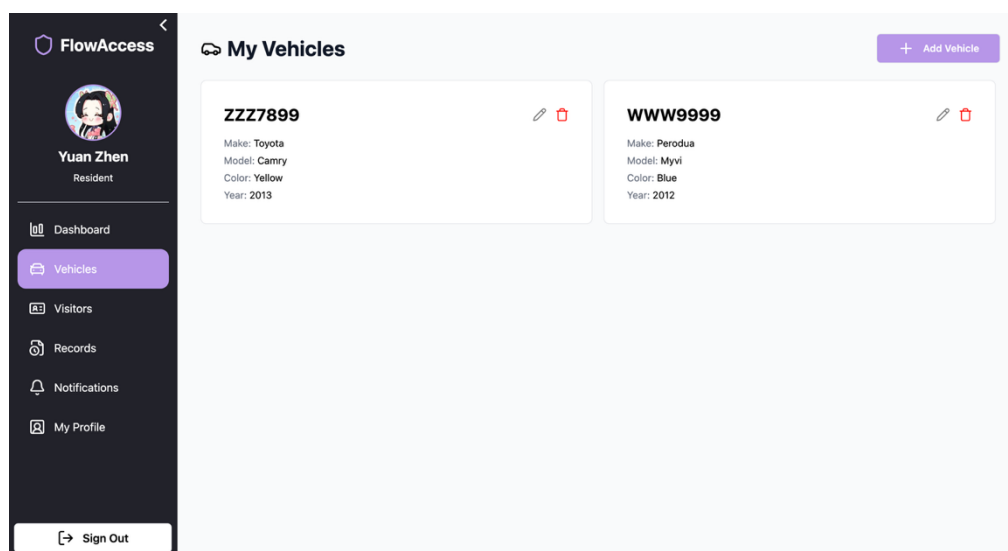 FlowAccess
Yuan Zhen
Resident
Dashboard
Vehicles
Visitors
Records
Notifications
My Profile
Sign Out
My Vehicles
+ Add Vehicle
ZZZ7899
Make: Toyota
Model: Camry
Color: Yellow
Year: 2013
WWW9999
Make: Perodua
Model: Myvi
Color: Blue
Year: 2012